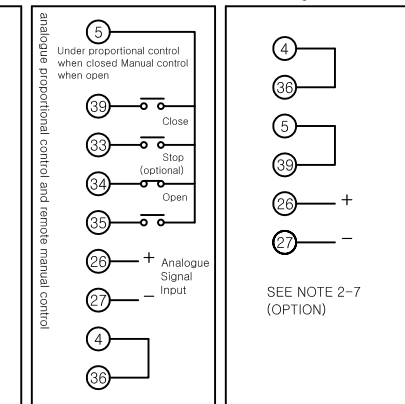 analogue proportional control and remote manual control
5
Under proportional control
when closed Manual control
when open
39
Close
33
Stop
(optional)
34
Open
35
26
+
Analogue
Signal
Input
27
−
4
36
4
36
5
39
26
+
27
−
SEE NOTE 2-7
(OPTION)